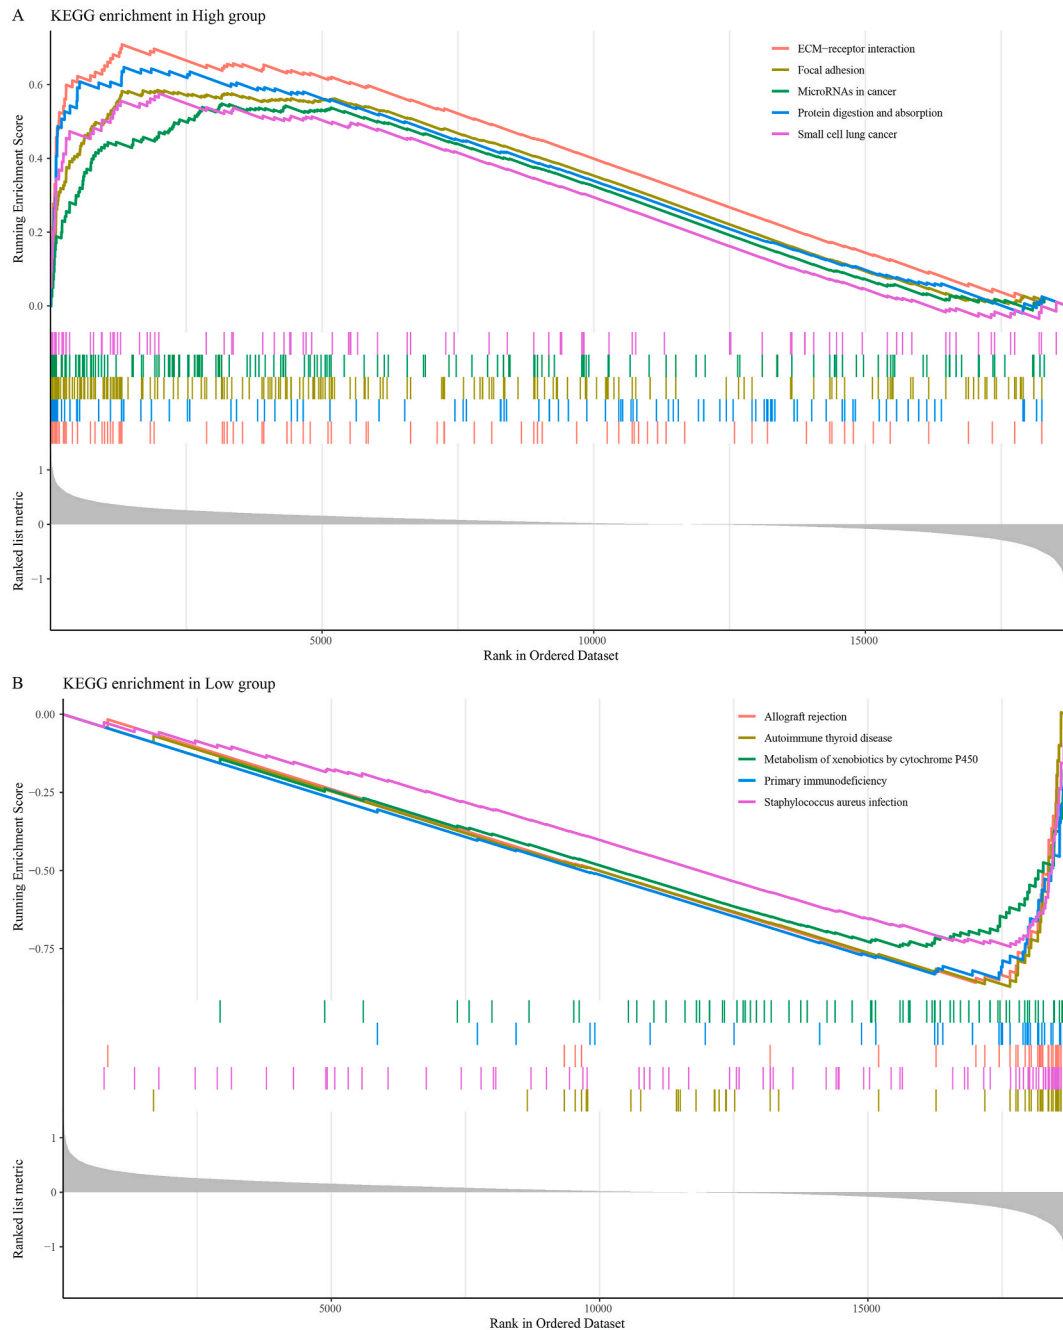 A KEGG enrichment in High group
Running Enrichment Score
0.6
0.4
0.2
0.0
ECM−receptor interaction
Focal adhesion
MicroRNAs in cancer
Protein digestion and absorption
Small cell lung cancer
Ranked list metric
1
0
−1
5000 10000 15000
Rank in Ordered Dataset
B KEGG enrichment in Low group
Running Enrichment Score
0.00
−0.25
−0.50
−0.75
Allograft rejection
Autoimmune thyroid disease
Metabolism of xenobiotics by cytochrome P450
Primary immunodeficiency
Staphylococcus aureus infection
Ranked list metric
1
0
−1
5000 10000 15000
Rank in Ordered Dataset